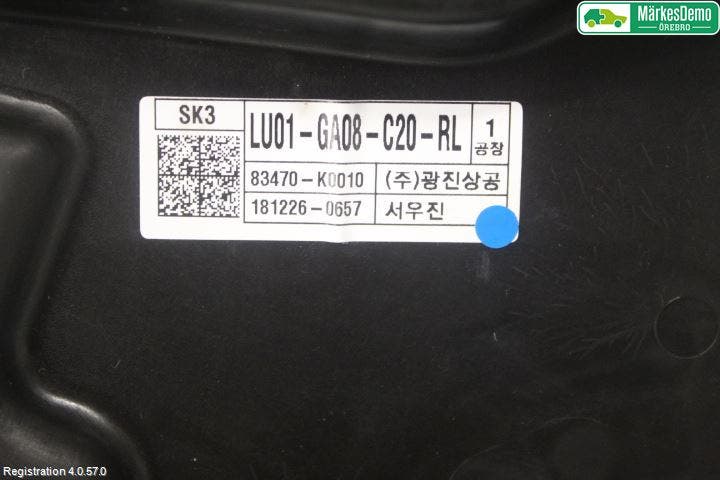 MärkesDemo
ÖREBRO
SK3
LU01-GA08-C20-RL
1
공장
83470-K0010
(주)광진상공
181226-0657
서우진
Registration 4.0.57.0